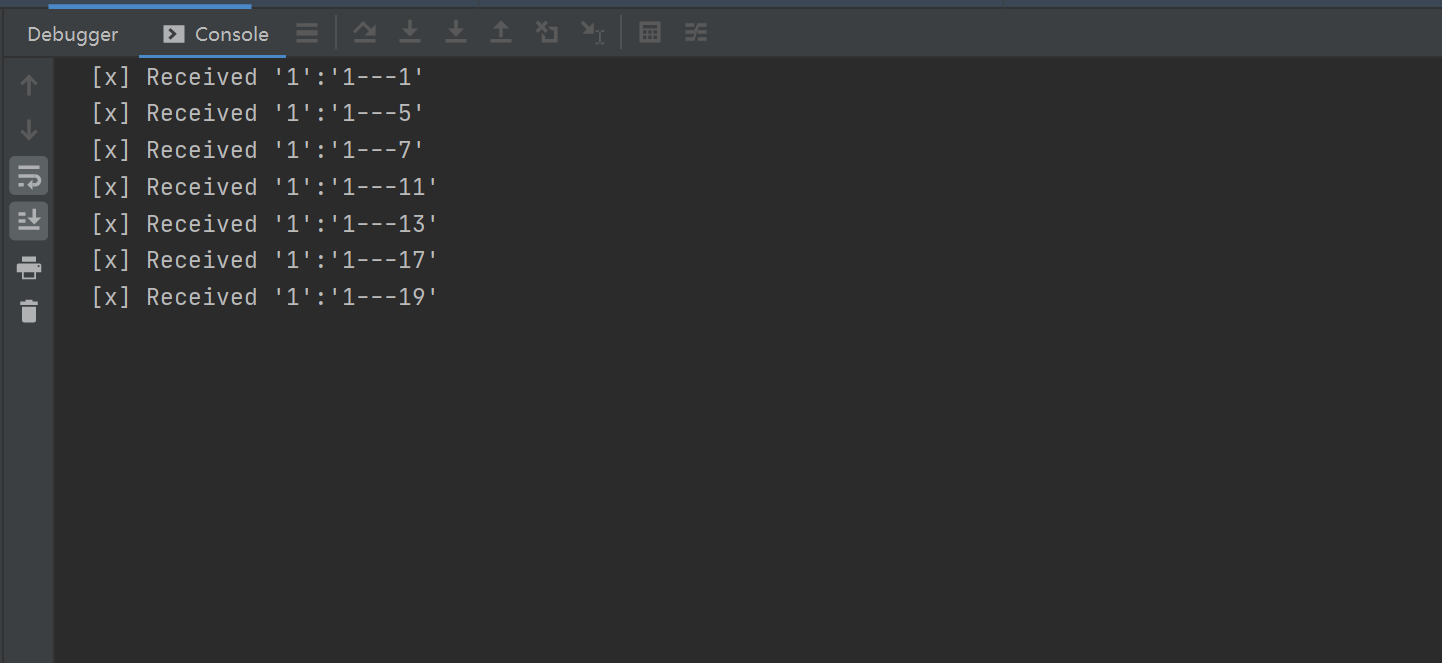 Debugger Console
[x] Received '1':'1---1'
[x] Received '1':'1---5'
[x] Received '1':'1---7'
[x] Received '1':'1---11'
[x] Received '1':'1---13'
[x] Received '1':'1---17'
[x] Received '1':'1---19'